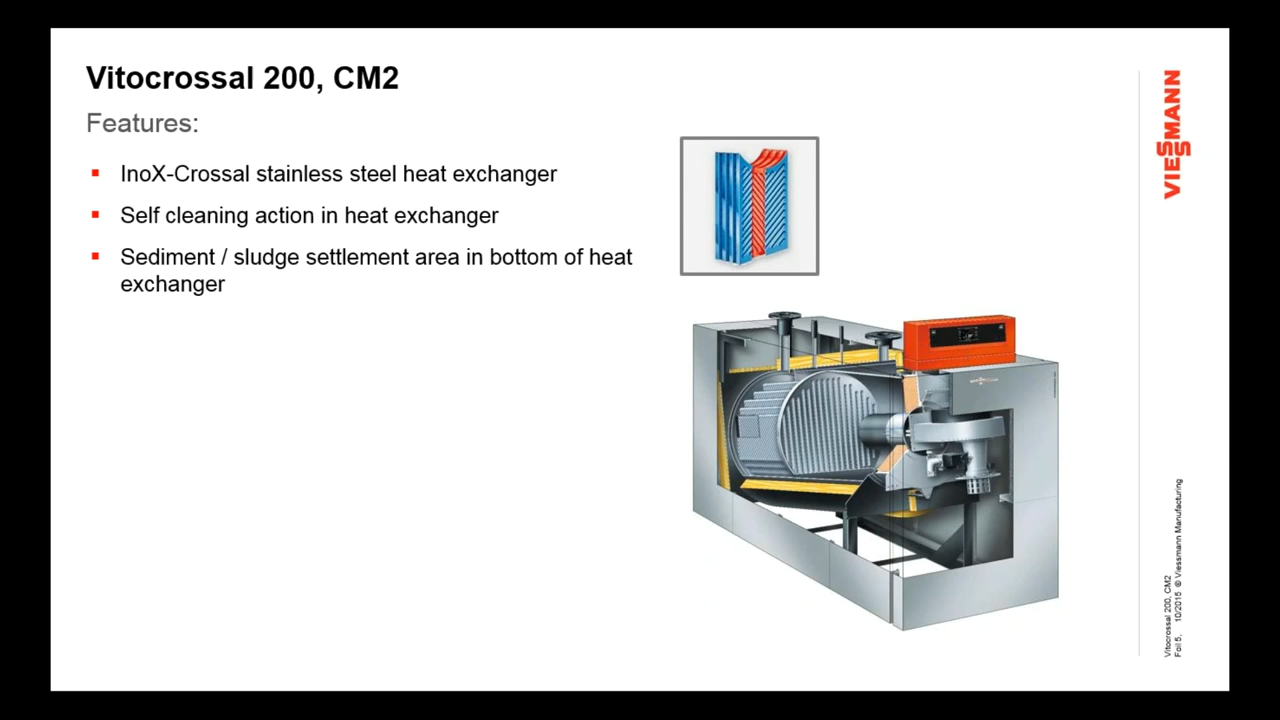 Vitocrossal 200, CM2
Features:
▪ InoX-Crossal stainless steel heat exchanger
▪ Self cleaning action in heat exchanger
▪ Sediment / sludge settlement area in bottom of heat
exchanger
VIESSMANN
Vitocrossal 200, CM2
Foil 5, 10/2015 © Viessmann Manufacturing